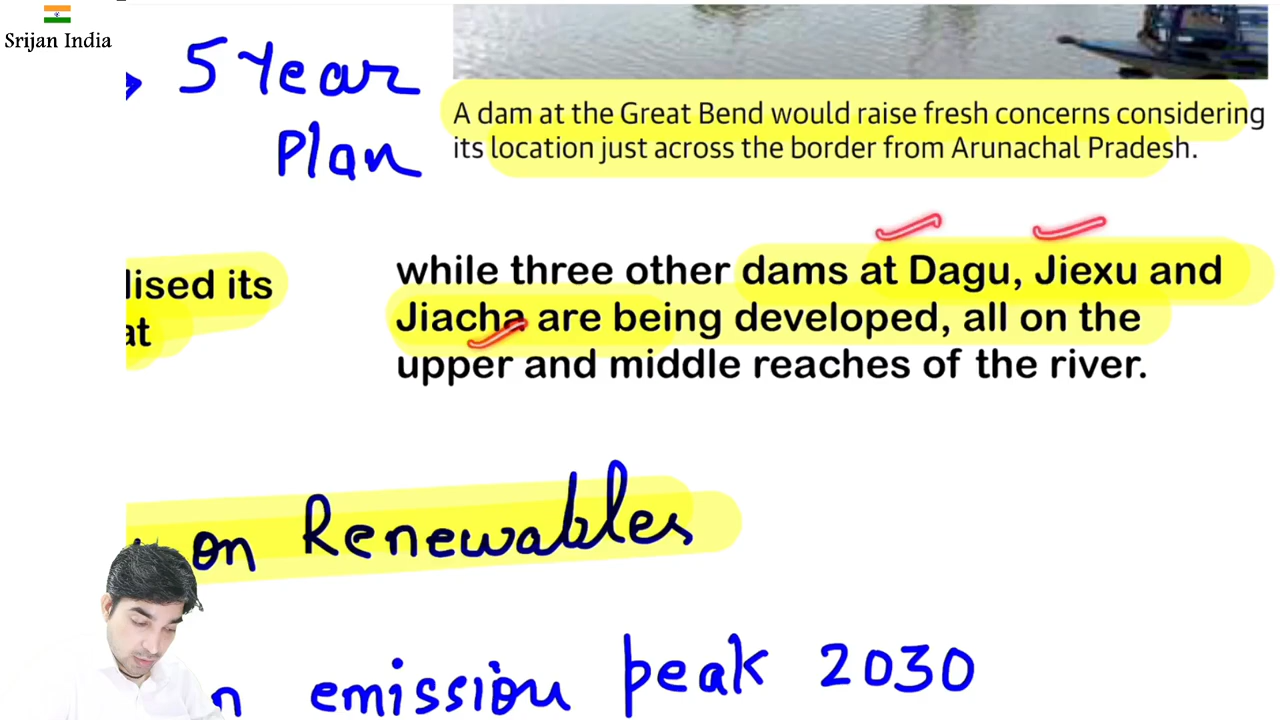 Srijan India
5 Year
Plan
A dam at the Great Bend would raise fresh concerns considering
its location just across the border from Arunachal Pradesh.
lised its
at
while three other dams at Dagu, Jiexu and
Jiacha are being developed, all on the
upper and middle reaches of the river.
on Renewables
n emission peak 2030